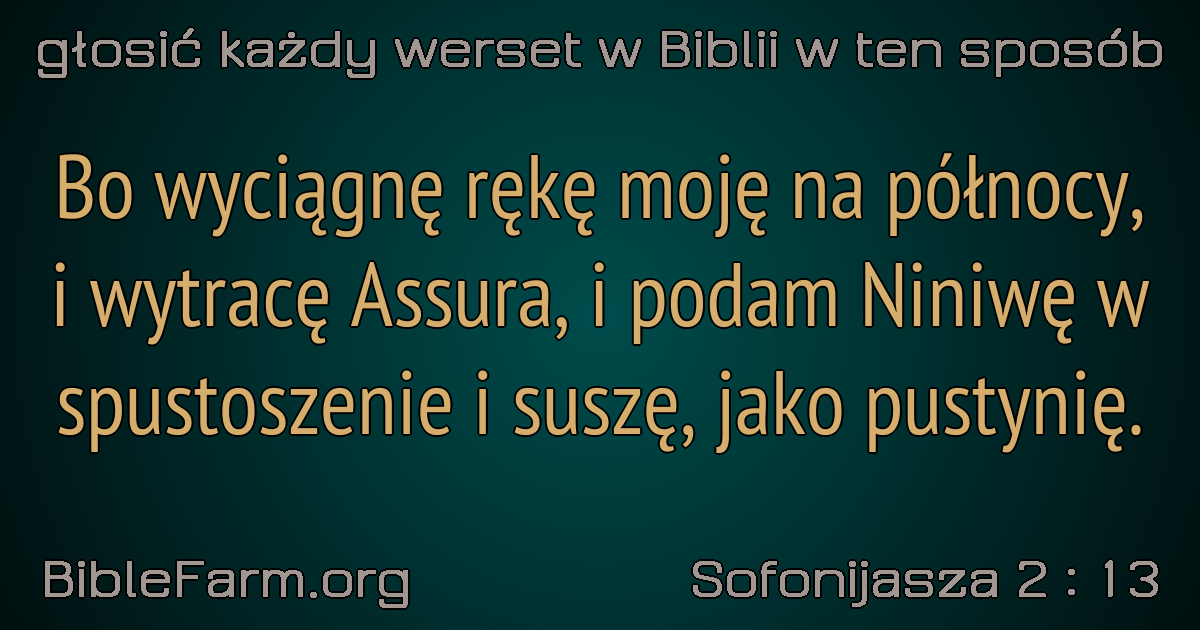 głosić każdy werset w Biblii w ten sposób
Bo wyciągnę rękę moję na północy,
i wytracę Assura, i podam Niniwę w
spustoszenie i suszę, jako pustynię.
BibleFarm.org
Sofonijasza 2 : 13